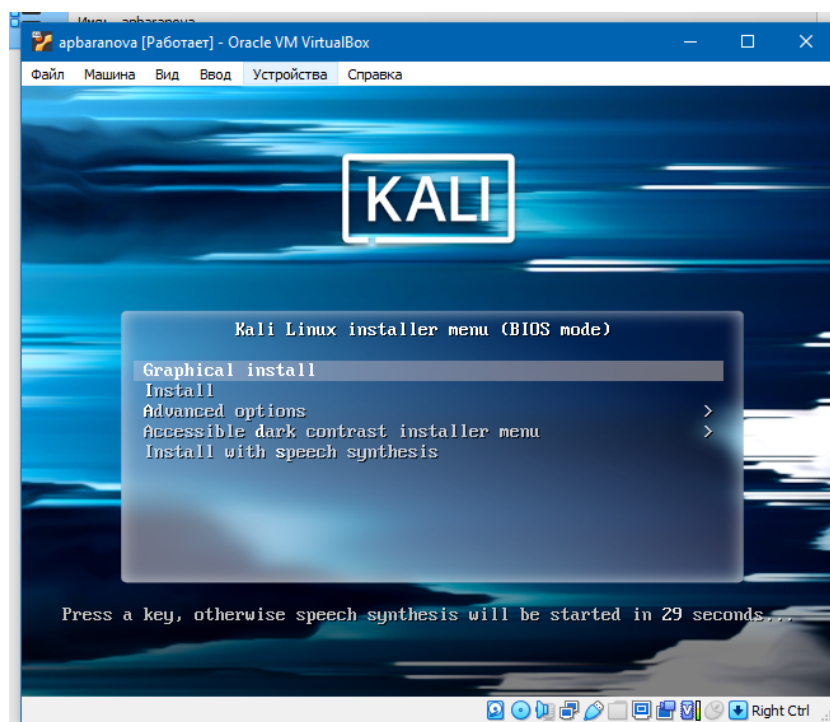 Имя: apbaranova
apbaranova [Работает] - Oracle VM VirtualBox
Файл Машина Вид Ввод Устройства Справка
KALI
Kali Linux installer menu (BIOS mode)
Graphical install
Install
Advanced options >
Accessible dark contrast installer menu >
Install with speech synthesis
Press a key, otherwise speech synthesis will be started in 29 seconds...
Right Ctrl